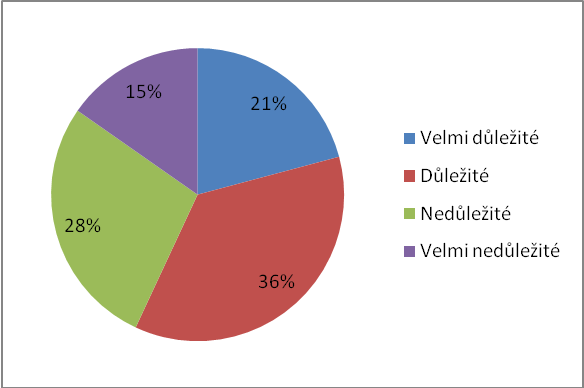 15%
21%
28%
36%
Velmi důležité
Důležité
Nedůležité
Velmi nedůležité